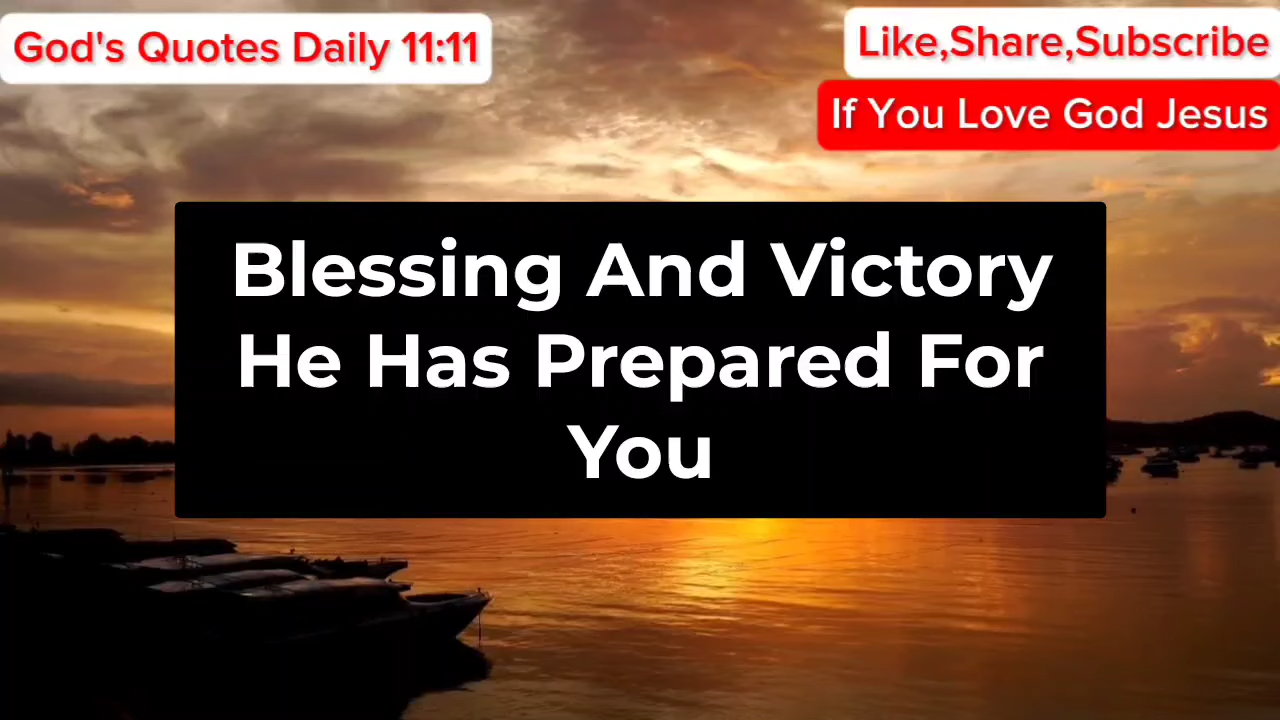 God's Quotes Daily 11:11
Like,Share,Subscribe
If You Love God Jesus
Blessing And Victory
He Has Prepared For
You